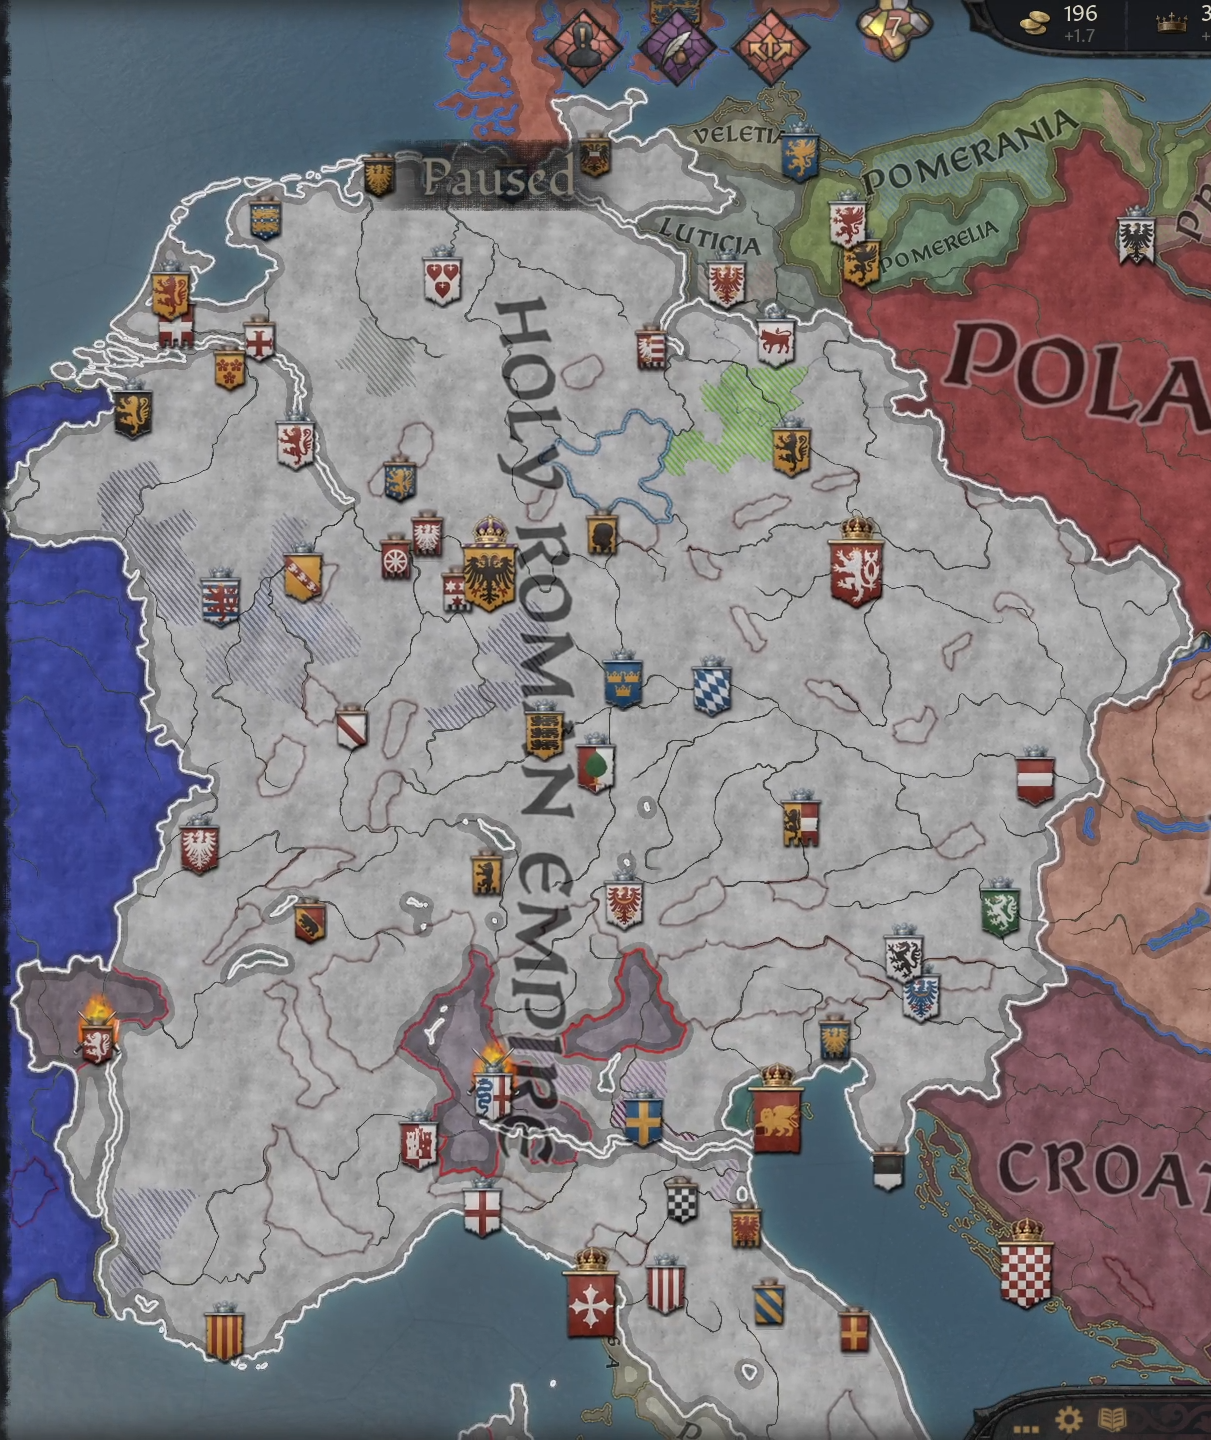 196
+1.7
7
VELETIA
POMERANIA
Paused
LUTICIA
POMERELIA
HOLY ROMAN EMPIRE
POLA
CROAT